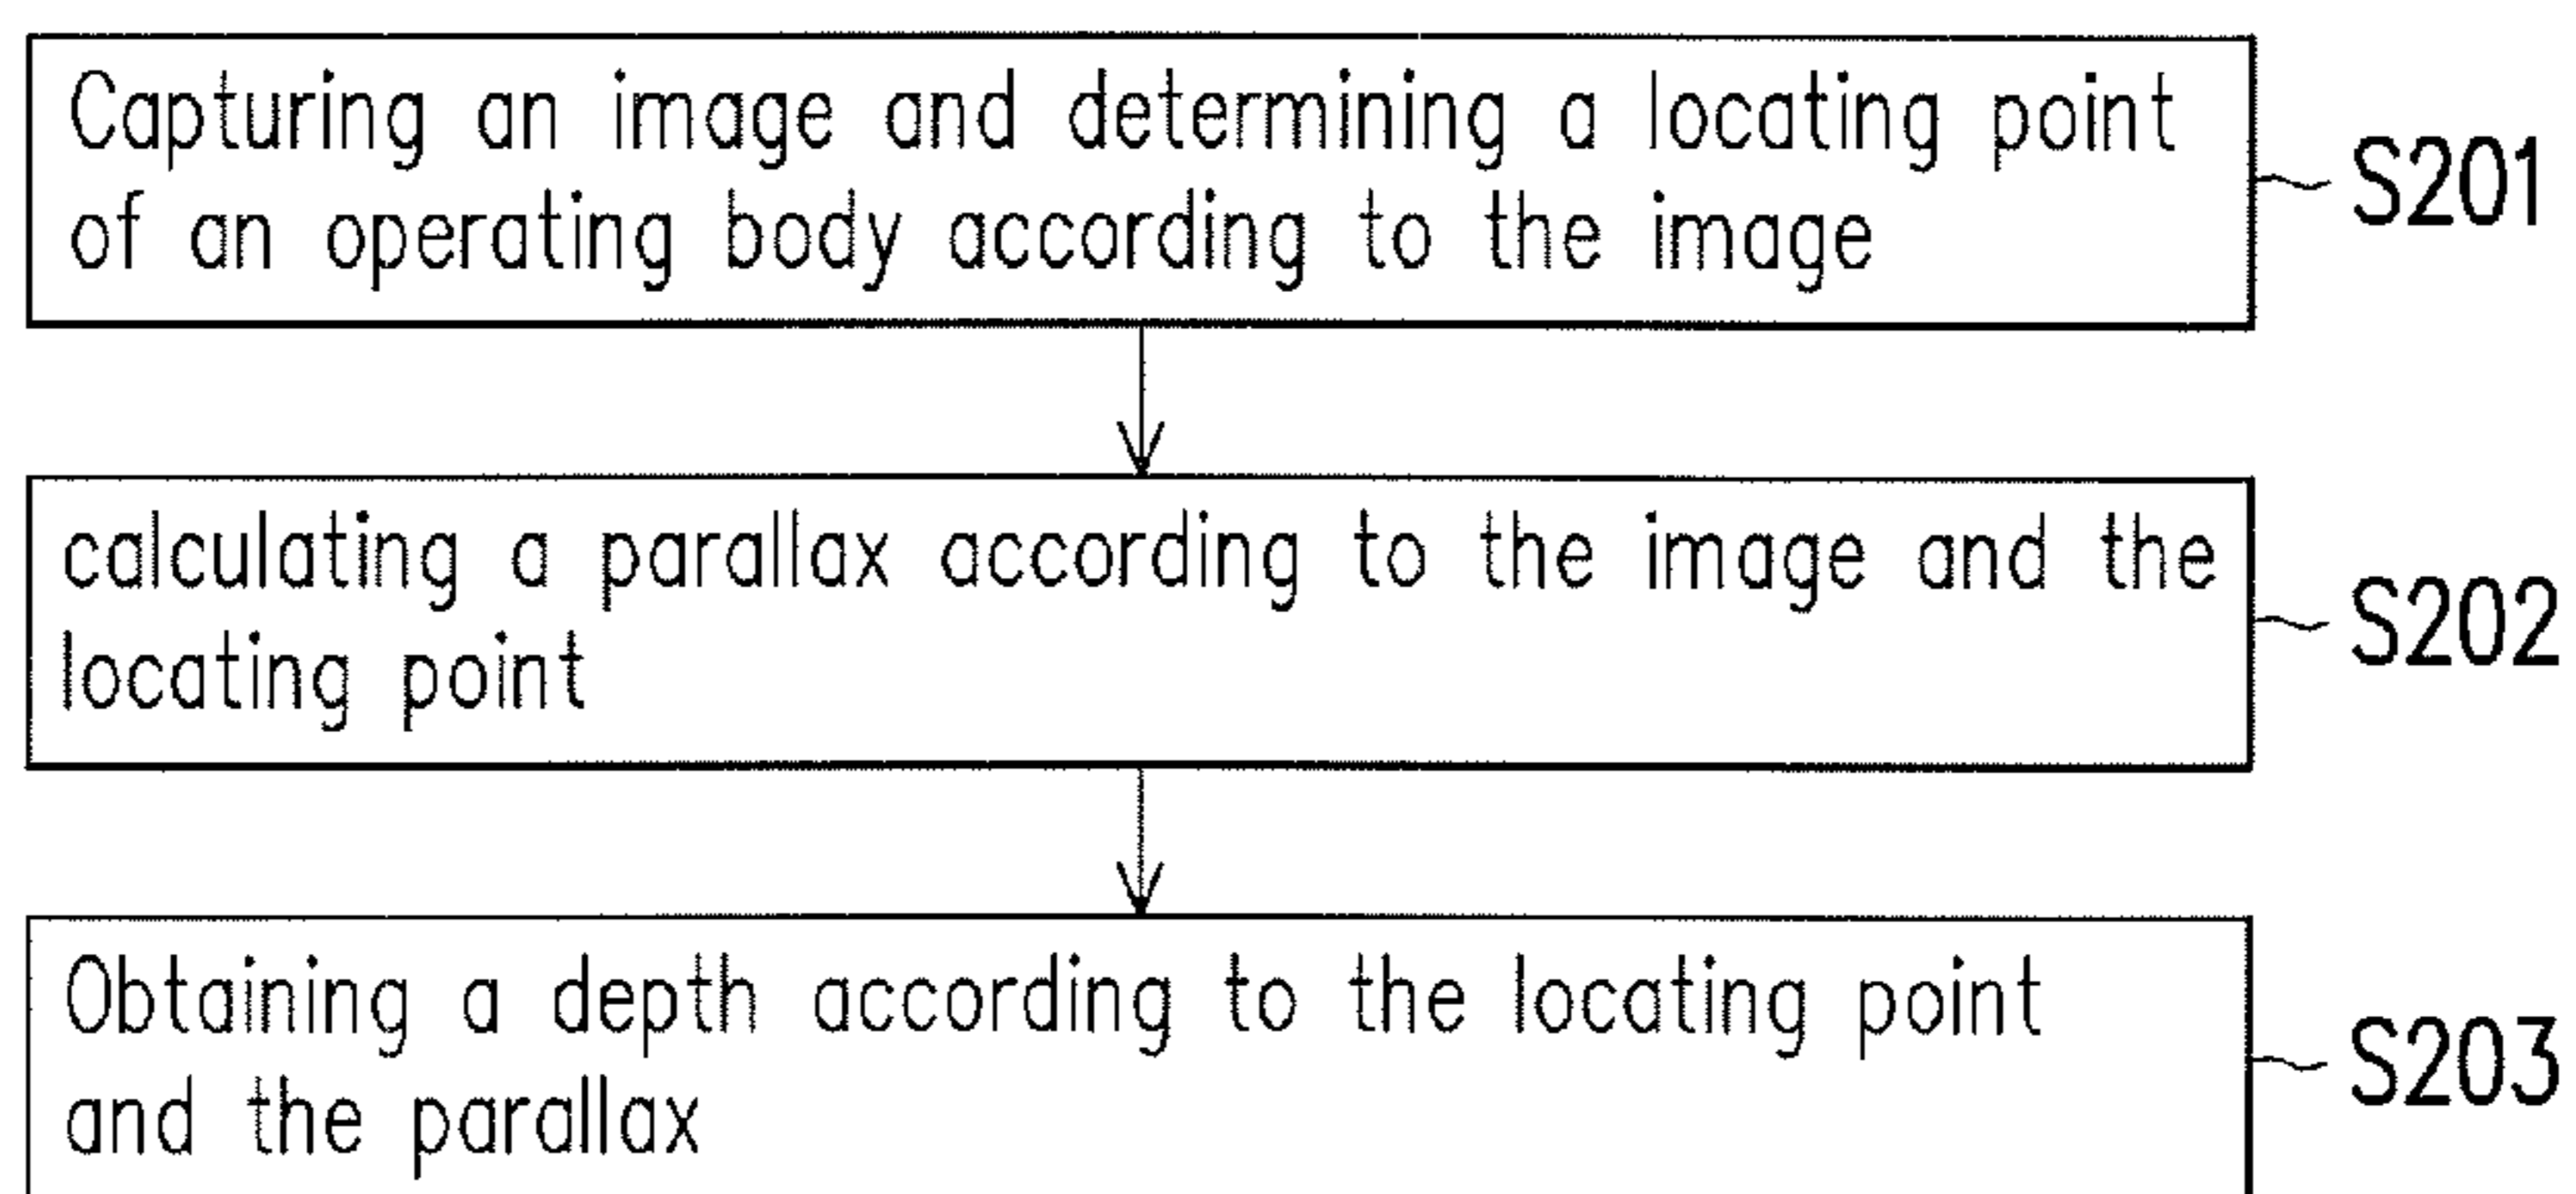 Capturing an image and determining a locating point
of an operating body according to the image
S201
calculating a parallax according to the image and the
locating point
S202
Obtaining a depth according to the locating point
and the parallax
S203